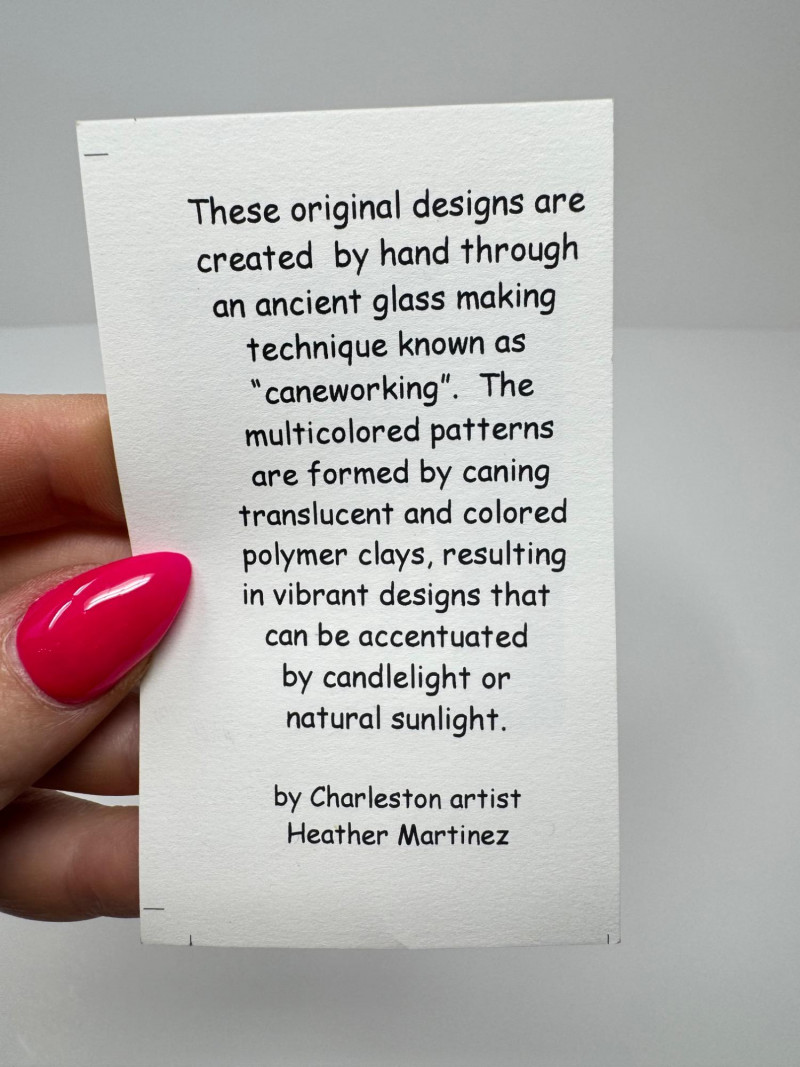 These original designs are
created  by hand through
an ancient glass making
technique known as
"caneworking".  The
multicolored patterns
are formed by caning
translucent and colored
polymer clays, resulting
in vibrant designs that
can be accentuated
by candlelight or
natural sunlight.
by Charleston artist
Heather Martinez